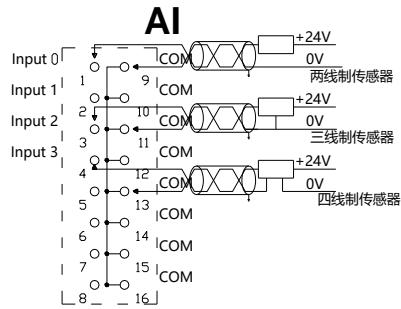 AI
+24V
Input 0 COM 0V
1 9 两线制传感器
Input 1 COM +24V
2 10 0V
Input 2
3 11 三线制传感器
Input 3 COM +24V
4 12
COM 0V
5 13 四线制传感器
COM
6 14
COM
7 15
COM
8 16